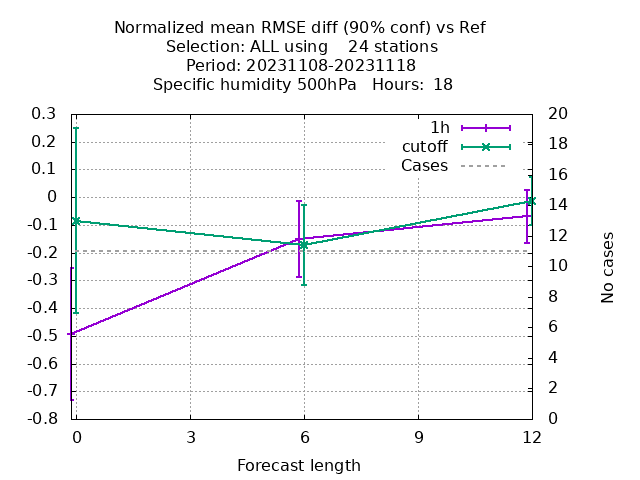 Normalized mean RMSE diff (90% conf) vs Ref
Selection: ALL using    24 stations
Period: 20231108-20231118
Specific humidity 500hPa   Hours:  18
1h
cutoff
Cases
0.3
0.2
0.1
0
-0.1
-0.2
-0.3
-0.4
-0.5
-0.6
-0.7
-0.8
20
18
16
14
12
10
8
6
4
2
0
No cases
0 3 6 9 12
Forecast length